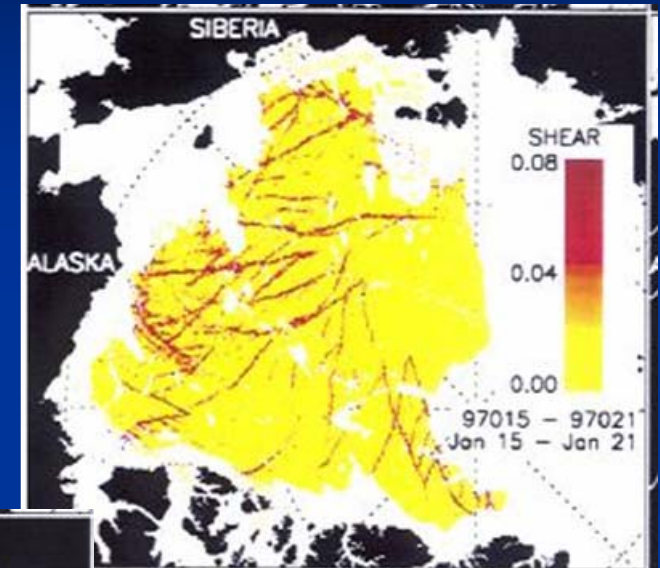 SIBERIA
SHEAR
0.08
ALASKA
0.04
0.00
97015 - 97021
Jan 15 - Jan 21